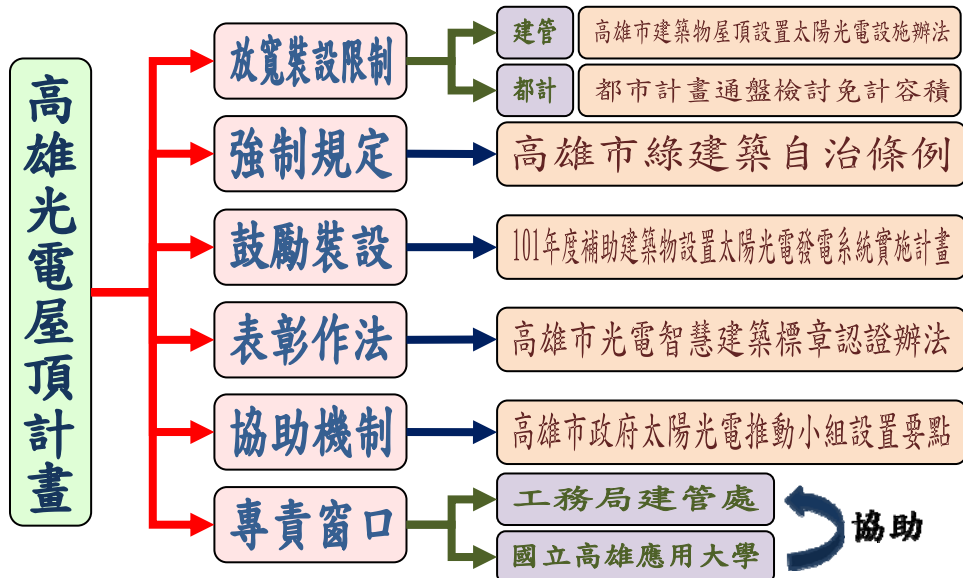 高雄光電屋頂計畫
放寬裝設限制
建管
高雄市建築物屋頂設置太陽光電設施辦法
都計
都市計畫通盤檢討免計容積
強制規定
高雄市綠建築自治條例
鼓勵裝設
101年度補助建築物設置太陽光電發電系統實施計畫
表彰作法
高雄市光電智慧建築標章認證辦法
協助機制
高雄市政府太陽光電推動小組設置要點
專責窗口
工務局建管處
國立高雄應用大學
協助